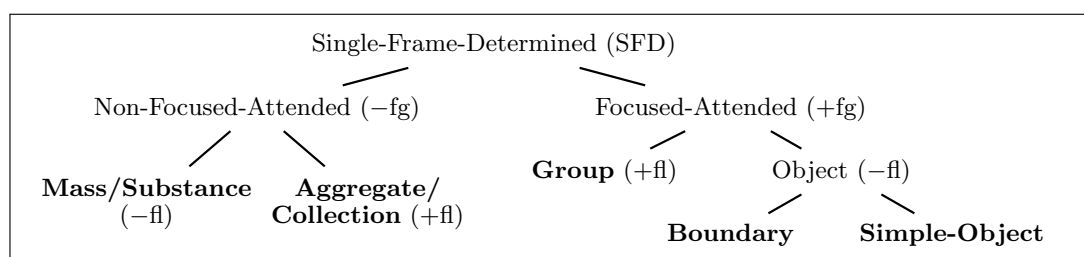 Single-Frame-Determined (SFD)
Non-Focused-Attended (−fg)
Focused-Attended (+fg)
Group (+fl)
Object (−fl)
Mass/Substance
(−fl)
Aggregate/
Collection (+fl)
Boundary
Simple-Object